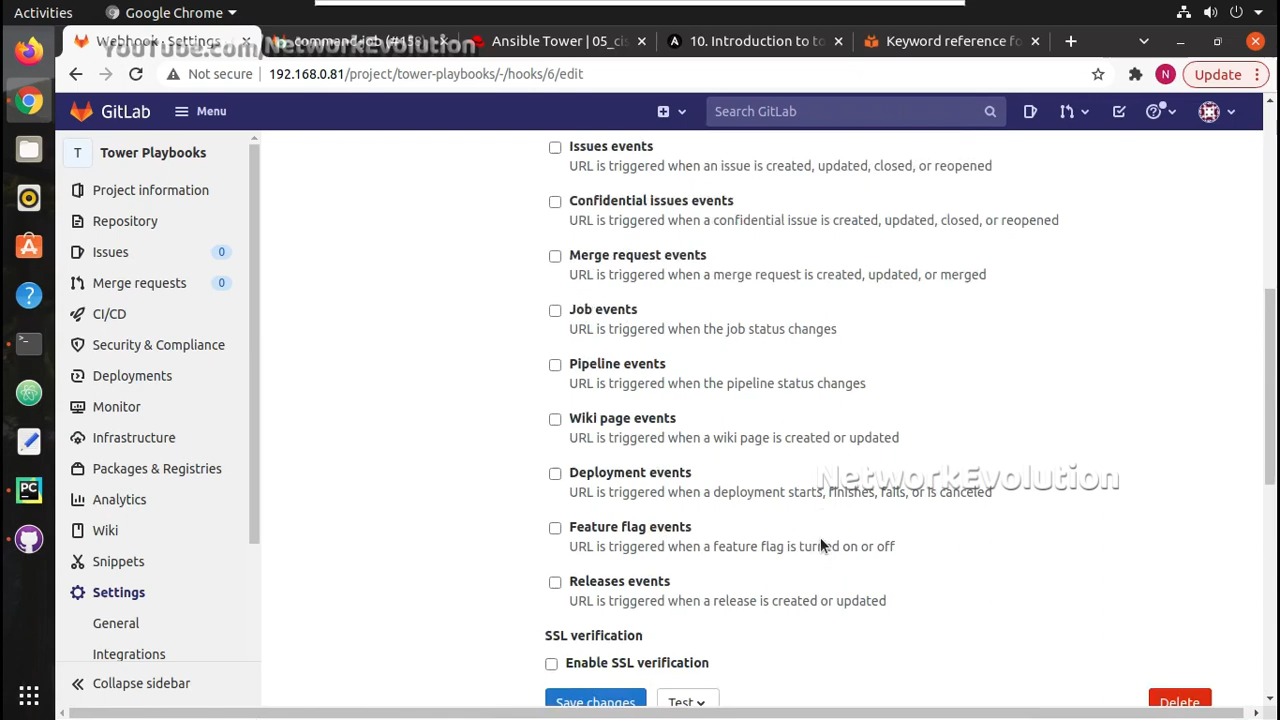 Activities
Google Chrome
Webhook · Settings
command job (#15
Ansible Tower | 05_cis
10. Introduction to to
Keyword reference fo
YouTube.com/NetworkEvolution
Not secure
192.168.0.81/project/tower-playbooks/-/hooks/6/edit
N
Update
GitLab
Menu
Search GitLab
T
Tower Playbooks
Project information
Repository
Issues
0
Merge requests
0
CI/CD
Security & Compliance
Deployments
Monitor
Infrastructure
Packages & Registries
Analytics
Wiki
Snippets
Settings
General
Integrations
Collapse sidebar
Issues events
URL is triggered when an issue is created, updated, closed, or reopened
Confidential issues events
URL is triggered when a confidential issue is created, updated, closed, or reopened
Merge request events
URL is triggered when a merge request is created, updated, or merged
Job events
URL is triggered when the job status changes
Pipeline events
URL is triggered when the pipeline status changes
Wiki page events
URL is triggered when a wiki page is created or updated
Deployment events
URL is triggered when a deployment starts, finishes, fails, or is canceled
NetworkEvolution
Feature flag events
URL is triggered when a feature flag is turned on or off
Releases events
URL is triggered when a release is created or updated
SSL verification
Enable SSL verification
Save changes
Test
Delete
PC